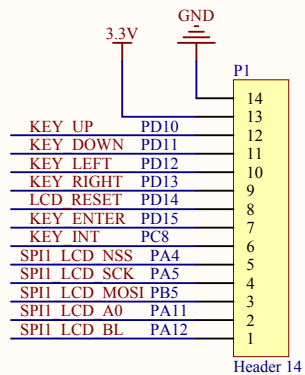 GND
3.3V
P1
14
13
KEY_UP PD10 12
KEY_DOWN PD11 11
KEY_LEFT PD12 10
KEY_RIGHT PD13 9
LCD_RESET PD14 8
KEY_ENTER PD15 7
KEY_INT PC8 6
SPI1_LCD_NSS PA4 5
SPI1_LCD_SCK PA5 4
SPI1_LCD_MOSI PB5 3
SPI1_LCD_A0 PA11 2
SPI1_LCD_BL PA12 1
Header 14